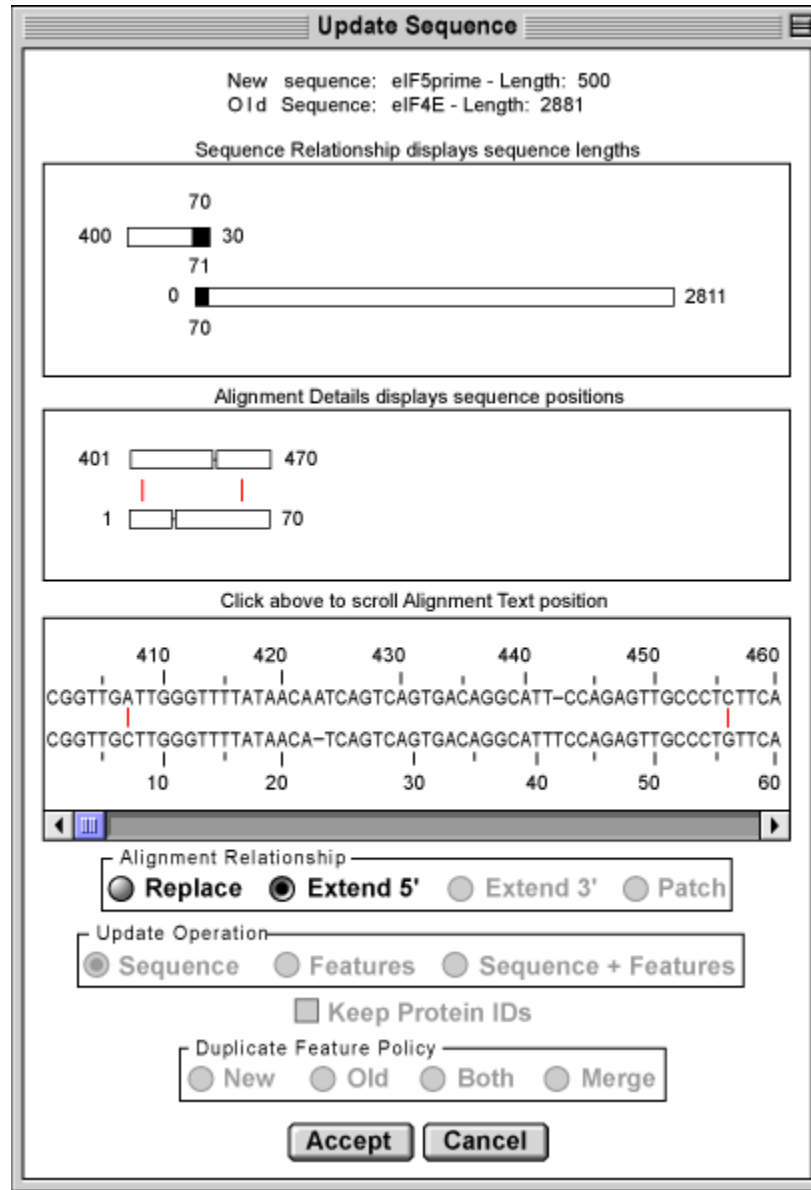 Update Sequence
New sequence: eIF5prime - Length: 500
Old Sequence: eIF4E - Length: 2881
Sequence Relationship displays sequence lengths
70
400 30
71
0 2811
70
Alignment Details displays sequence positions
401 470
1 70
Click above to scroll Alignment Text position
410 420 430 440 450 460
CGGTTGATTGGGTTTTATAACAATCAGTCAGTGACAGGCATT-CCAGAGTTGCCCTCTTCA
CGGTTGCTTGGGTTTTATAACA-TCAGTCAGTGACAGGCATTTCCAGAGTTGCCCTGTTCA
10 20 30 40 50 60
Alignment Relationship
Replace Extend 5' Extend 3' Patch
Update Operation
Sequence Features Sequence + Features
Keep Protein IDs
Duplicate Feature Policy
New Old Both Merge
Accept Cancel